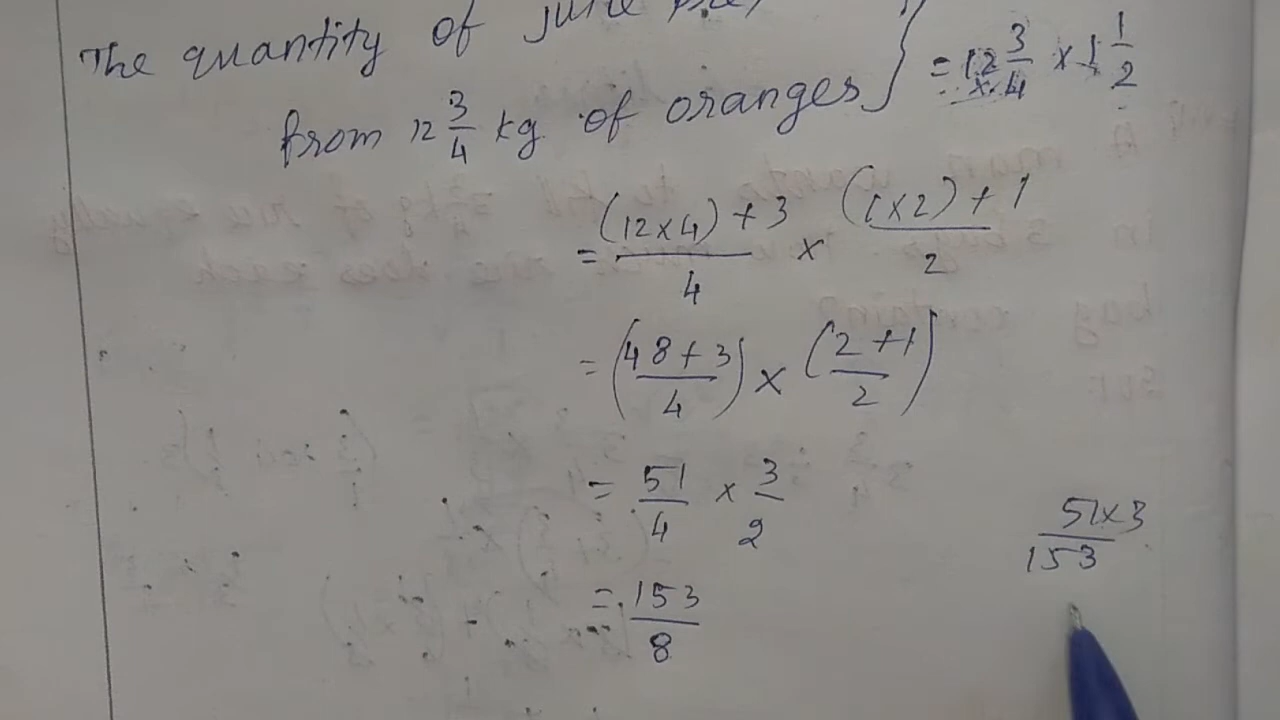 The quantity of
from 12 3/4 kg of oranges } = 12 3/4 × 1 1/2
= (12×4) + 3 / 4 × (1×2) + 1 / 2
= (48 + 3 / 4) × (2 + 1 / 2)
= 51/4 × 3/2
51×3
153
= 153/8